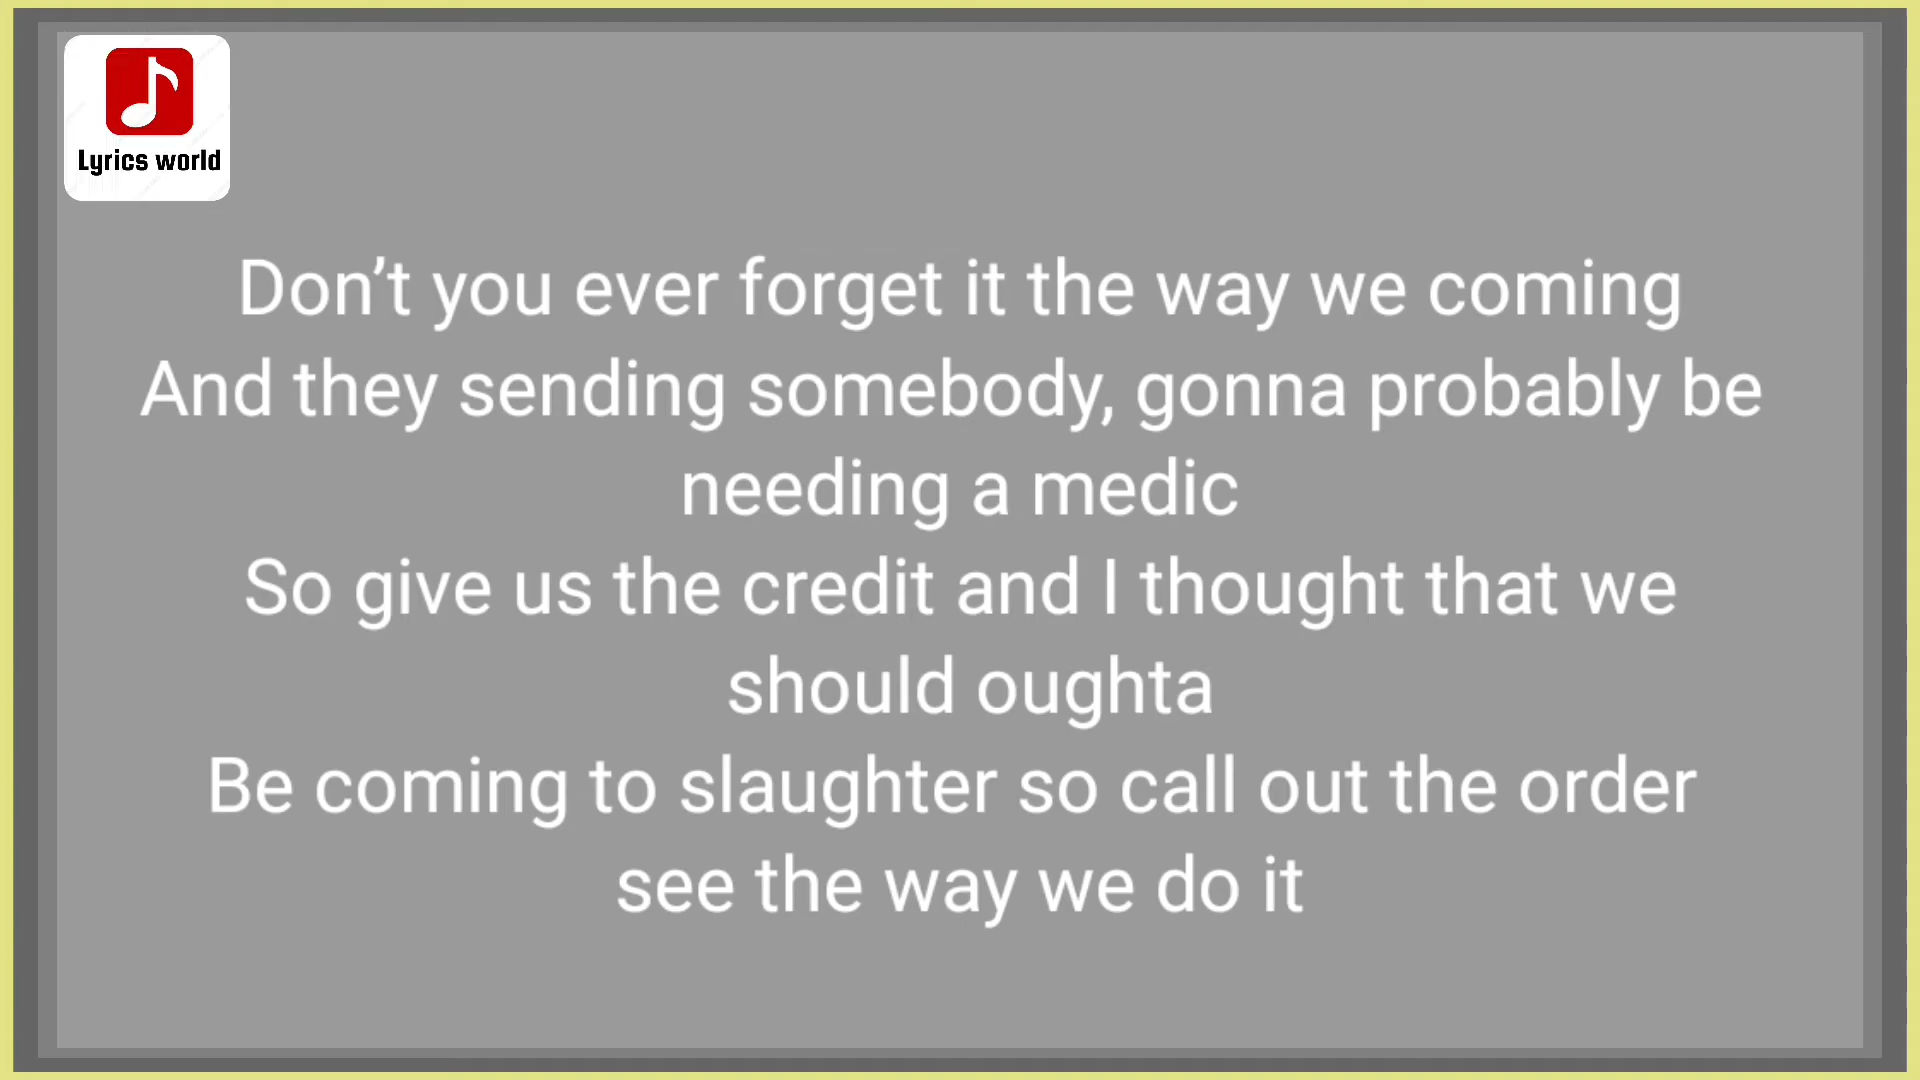 Lyrics world
Don’t you ever forget it the way we coming
And they sending somebody, gonna probably be
needing a medic
So give us the credit and I thought that we
should oughta
Be coming to slaughter so call out the order
see the way we do it